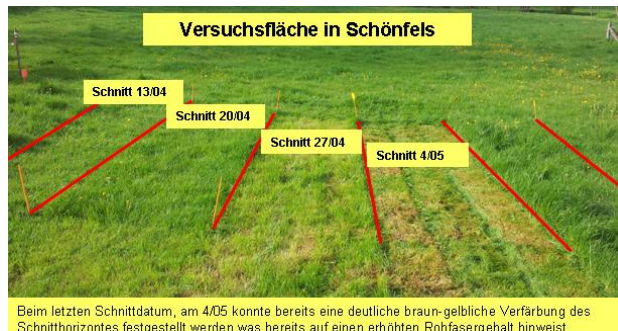 Versuchsfläche in Schönfels
Schnitt 13/04
Schnitt 20/04
Schnitt 27/04
Schnitt 4/05
Beim letzten Schnittdatum, am 4/05 konnte bereits eine deutliche braun-gelbliche Verfärbung des
Schnitthorizontes festgestellt werden was bereits auf einen erhöhten Rohfasergehalt hinweist